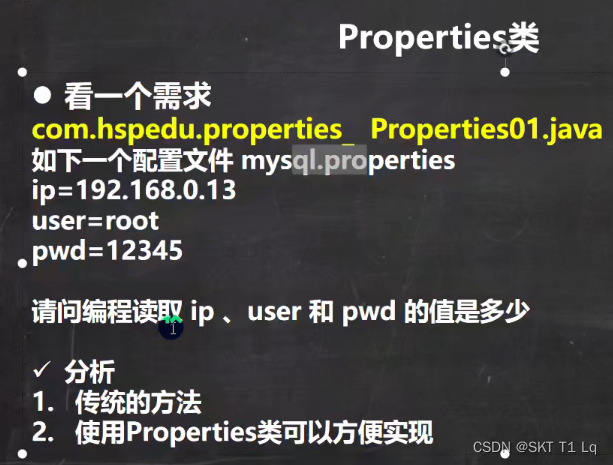 Properties类
● 看一个需求
com.hspedu.properties_ Properties01.java
如下一个配置文件 mysql.properties
ip=192.168.0.13
user=root
pwd=12345
请问编程读取 ip 、user 和 pwd 的值是多少
✓ 分析
1. 传统的方法
2. 使用Properties类可以方便实现
CSDN @SKT T1 Lq